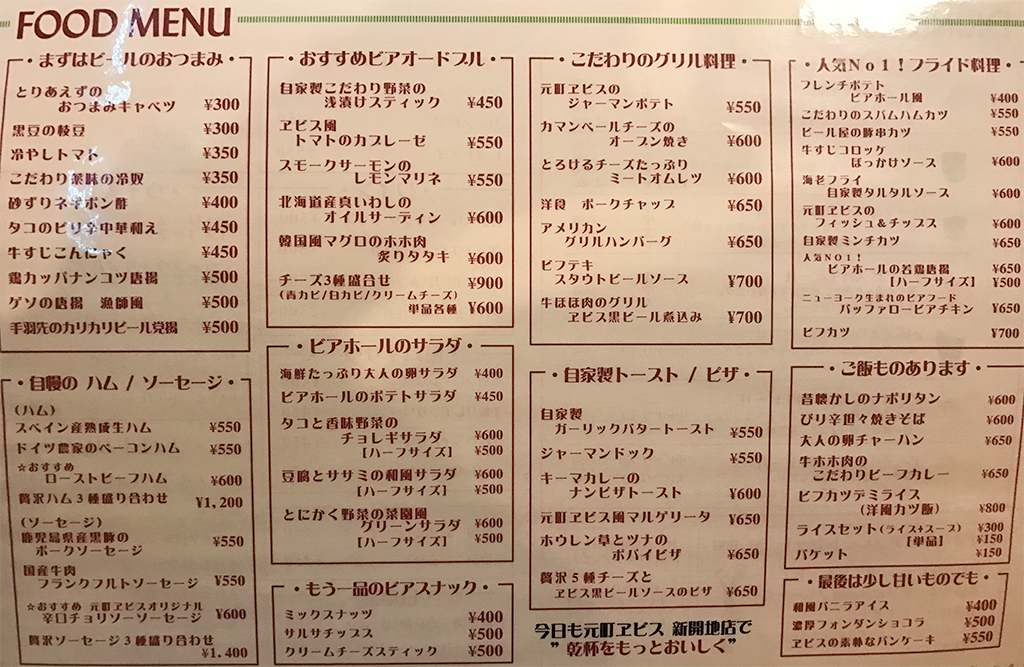 FOOD MENU
・まずはビールのおつまみ・
とりあえずの
おつまみキャベツ ¥300
黒豆の枝豆 ¥300
冷やしトマト ¥350
こだわり薬味の冷奴 ¥350
砂ずりネギポン酢 ¥400
タコのピリ辛中華和え ¥450
牛すじこんにゃく ¥450
鶏カッパナンコツ唐揚 ¥500
ゲソの唐揚 漁師風 ¥500
手羽先のカリカリビール党揚 ¥500
・自慢の ハム / ソーセージ・
(ハム)
スペイン産熟成生ハム ¥550
ドイツ農家のベーコンハム ¥550
☆おすすめ
ローストビーフハム ¥600
贅沢ハム3種盛り合わせ
¥1,200
(ソーセージ)
鹿児島県産黒豚の
ポークソーセージ ¥550
国産牛肉
フランクフルトソーセージ ¥550
☆おすすめ 元町ヱビスオリジナル
辛口チョリソーソーセージ ¥600
贅沢ソーセージ3種盛り合わせ
¥1.400
・おすすめビアオードブル・
自家製こだわり野菜の
浅漬けスティック ¥450
ヱビス風
トマトのカプレーゼ ¥550
スモークサーモンの
レモンマリネ ¥550
北海道産真いわしの
オイルサーディン ¥600
韓国風マグロのホホ肉
炙りタタキ ¥600
チーズ3種盛合せ ¥900
(青カビ/白カビ/クリームチーズ)
単品各種 ¥600
・ビアホールのサラダ・
海鮮たっぷり大人の卵サラダ ¥400
ビアホールのポテトサラダ ¥450
タコと香味野菜の
チョレギサラダ ¥600
[ハーフサイズ] ¥500
豆腐とササミの和風サラダ ¥600
[ハーフサイズ] ¥500
とにかく野菜の菜園風
グリーンサラダ ¥600
[ハーフサイズ] ¥500
・もう一品のビアスナック・
ミックスナッツ ¥400
サルサチップス ¥500
クリームチーズスティック ¥500
・こだわりのグリル料理・
元町ヱビスの
ジャーマンポテト ¥550
カマンベールチーズの
オーブン焼き ¥600
とろけるチーズたっぷり
ミートオムレツ ¥600
洋食 ポークチャップ ¥650
アメリカン
グリルハンバーグ ¥650
ビフテキ
スタウトビールソース ¥700
牛ほほ肉のグリル
ヱビス黒ビール煮込み ¥700
・自家製トースト / ピザ・
自家製
ガーリックバタートースト ¥550
ジャーマンドック ¥550
キーマカレーの
ナンピザトースト ¥600
元町ヱビス風マルゲリータ ¥650
ホウレン草とツナの
ポパイピザ ¥650
贅沢5種チーズと
ヱビス黒ビールソースのピザ ¥650
今日も元町ヱビス 新開地店で
"乾杯をもっとおいしく"
・人気No1!フライド料理・
フレンチポテト
ビアホール風 ¥400
こだわりのスパムハムカツ ¥550
ビール屋の豚串カツ ¥550
牛すじコロッケ
ぼっかけソース ¥600
海老フライ
自家製タルタルソース ¥600
元町ヱビスの
フィッシュ&チップス ¥600
自家製ミンチカツ ¥600
人気NO1!
ビアホールの若鶏唐揚 ¥650
[ハーフサイズ] ¥500
ニューヨーク生まれのビアフード
バッファロービアチキン ¥650
ビフカツ ¥700
・ご飯ものあります・
昔懐かしのナポリタン ¥600
ぴり辛坦々焼きそば ¥600
大人の卵チャーハン ¥650
牛ホホ肉の
こだわりビーフカレー ¥650
ビフカツデミライス
(洋風カツ飯) ¥800
ライスセット(ライス+スープ) ¥300
[単品] ¥150
バケット ¥150
・最後は少し甘いものでも・
和風バニラアイス ¥400
濃厚フォンダンショコラ ¥500
ヱビスの素朴なパンケーキ ¥550